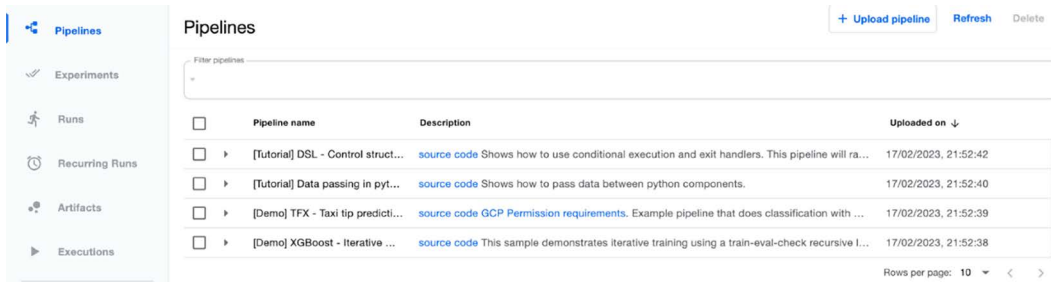 Pipelines
Experiments
Runs
Recurring Runs
Artifacts
Executions
Pipelines
+ Upload pipeline Refresh Delete
Filter pipelines
Pipeline name Description Uploaded on ↓
[Tutorial] DSL - Control struct... source code Shows how to use conditional execution and exit handlers. This pipeline will ra... 17/02/2023, 21:52:42
[Tutorial] Data passing in pyt... source code Shows how to pass data between python components. 17/02/2023, 21:52:40
[Demo] TFX - Taxi tip predicti... source code GCP Permission requirements. Example pipeline that does classification with ... 17/02/2023, 21:52:39
[Demo] XGBoost - Iterative ... source code This sample demonstrates iterative training using a train-eval-check recursive l... 17/02/2023, 21:52:38
Rows per page: 10